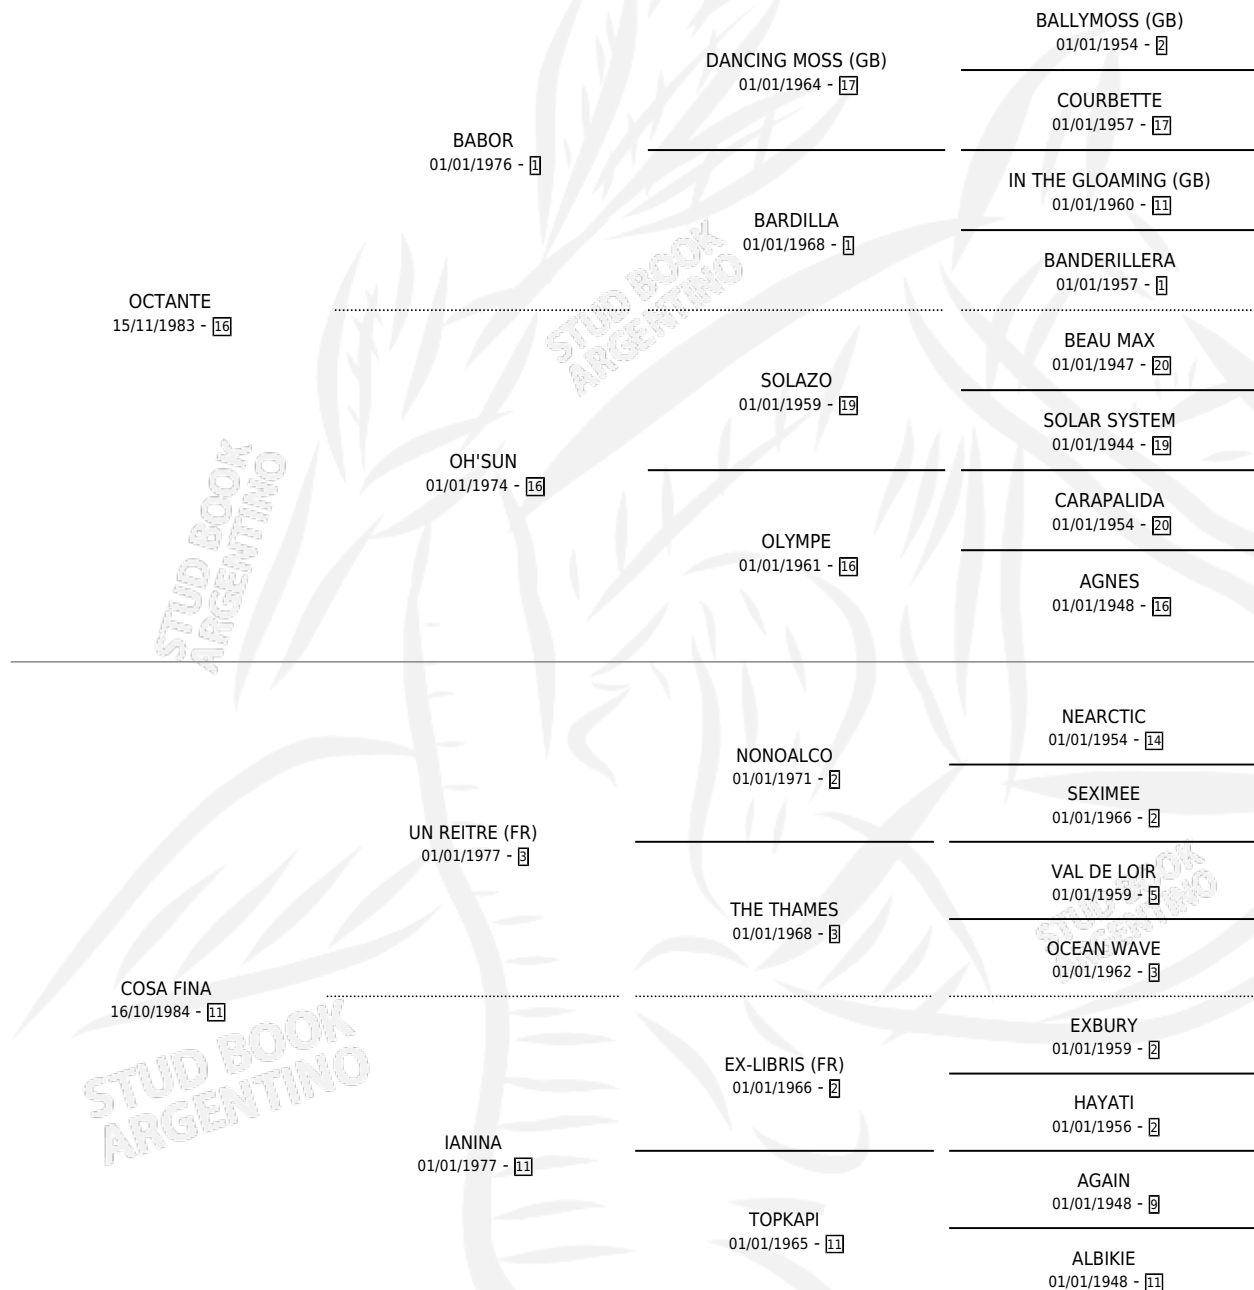 BALLYMOSS (GB)
01/01/1954 - 2
DANCING MOSS (GB)
01/01/1964 - 17
COURBETTE
01/01/1957 - 17
BABOR
01/01/1976 - 1
IN THE GLOAMING (GB)
01/01/1960 - 11
BARDILLA
01/01/1968 - 1
BANDERILLERA
01/01/1957 - 1
OCTANTE
15/11/1983 - 16
BEAU MAX
01/01/1947 - 20
SOLAZO
01/01/1959 - 19
SOLAR SYSTEM
01/01/1944 - 19
OH'SUN
01/01/1974 - 16
CARAPALIDA
01/01/1954 - 20
OLYMPE
01/01/1961 - 16
AGNES
01/01/1948 - 16
NEARCTIC
01/01/1954 - 14
NONOALCO
01/01/1971 - 2
SEXIMEE
01/01/1966 - 2
UN REITRE (FR)
01/01/1977 - 3
VAL DE LOIR
01/01/1959 - 5
THE THAMES
01/01/1968 - 3
OCEAN WAVE
01/01/1962 - 3
COSA FINA
16/10/1984 - 11
EXBURY
01/01/1959 - 2
EX-LIBRIS (FR)
01/01/1966 - 2
HAYATI
01/01/1956 - 2
IANINA
01/01/1977 - 11
AGAIN
01/01/1948 - 9
TOPKAPI
01/01/1965 - 11
ALBIKIE
01/01/1948 - 11
STUD BOOK
ARGENTINO
STUD BOOK
ARGENTINO
STUD BOOK
ARGENTINO
STUD BOOK
ARGENTINO